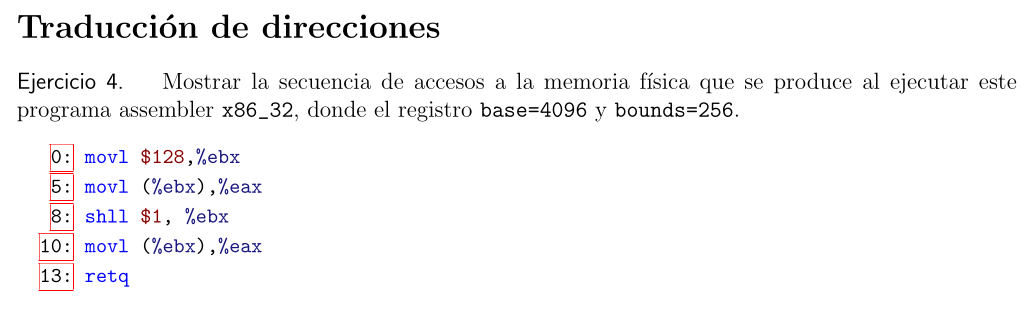 Traducción de direcciones
Ejercicio 4. Mostrar la secuencia de accesos a la memoria física que se produce al ejecutar este
programa assembler x86_32, donde el registro base=4096 y bounds=256.
0: movl $128,%ebx
5: movl (%ebx),%eax
8: shll $1, %ebx
10: movl (%ebx),%eax
13: retq